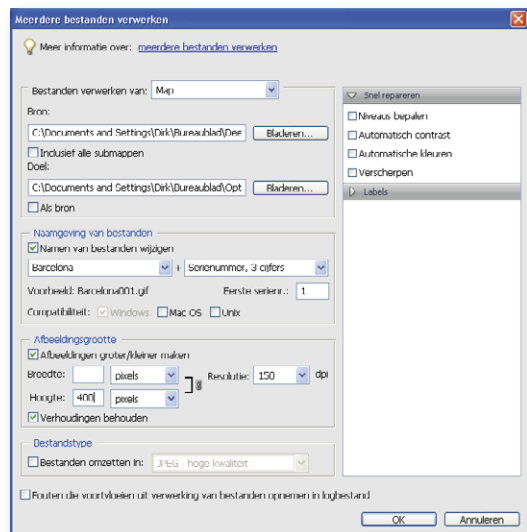 Meerdere bestanden verwerken
Meer informatie over: meerdere bestanden verwerken
Bestanden verwerken van: Map
Bron:
C:\Documents and Settings\Dirk\Bureaublad\Dee Bladeren...
Inclusief alle submappen
Doel:
C:\Documents and Settings\Dirk\Bureaublad\Opt Bladeren...
Als bron
Naamgeving van bestanden
Namen van bestanden wijzigen
Barcelona + Serienummer, 3 cijfers
Voorbeeld: Barcelona001.gif Eerste serienr.: 1
Compatibiliteit: Windows Mac OS Unix
Afbeeldingsgrootte
Afbeeldingen groter/kleiner maken
Breedte: pixels Resolutie: 150 dpi
Hoogte: 400 pixels
Verhoudingen behouden
Bestandstype
Bestanden omzetten in: JPEG - hoge kwaliteit
Fouten die voortvloeien uit verwerking van bestanden opnemen in logbestand
Snel repareren
Niveaus bepalen
Automatisch contrast
Automatische kleuren
Verscherpen
Labels
OK Annuleren